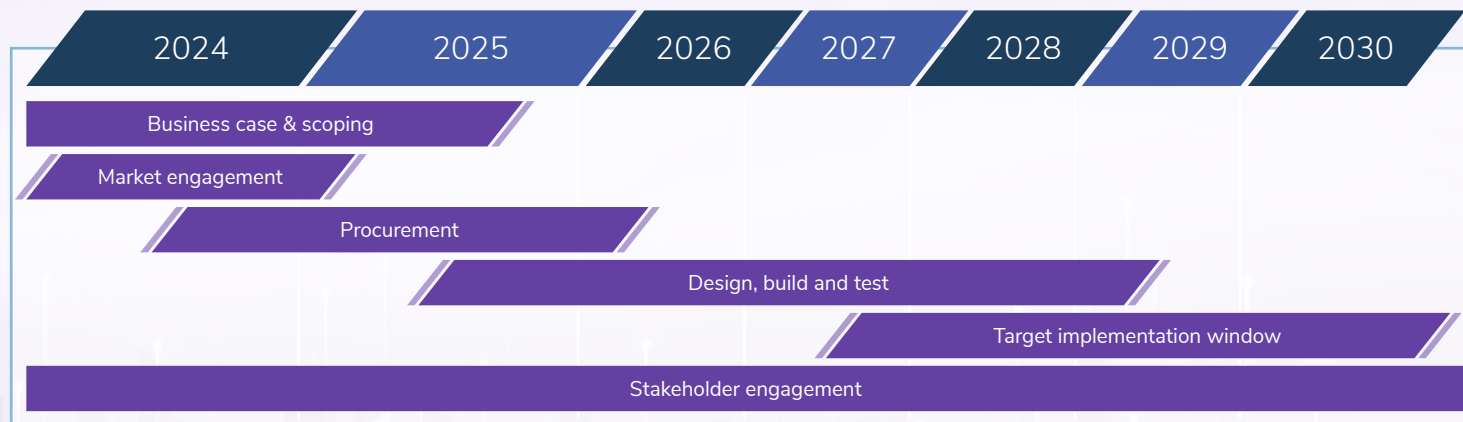 2024 2025 2026 2027 2028 2029 2030
Business case & scoping
Market engagement
Procurement
Design, build and test
Target implementation window
Stakeholder engagement